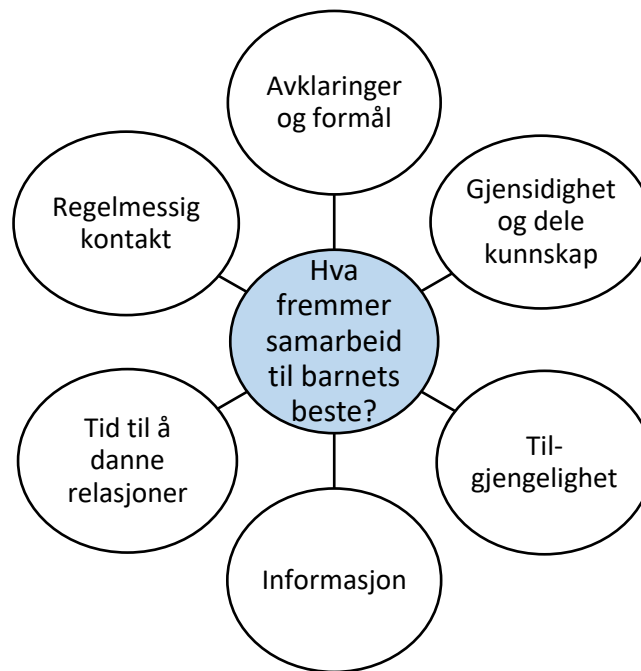 Avklaringer
og formål
Regelmessig
kontakt
Gjensidighet
og dele
kunnskap
Hva
fremmer
samarbeid
til barnets
beste?
Tid til å
danne
relasjoner
Til-
gjengelighet
Informasjon